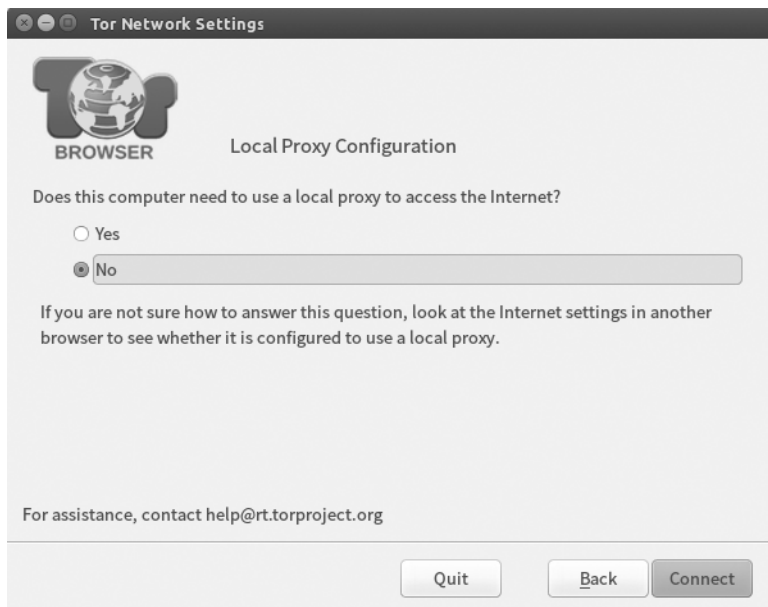 Tor Network Settings
Tor
BROWSER
Local Proxy Configuration
Does this computer need to use a local proxy to access the Internet?
Yes
No
If you are not sure how to answer this question, look at the Internet settings in another
browser to see whether it is configured to use a local proxy.
For assistance, contact help@rt.torproject.org
Quit
Back
Connect